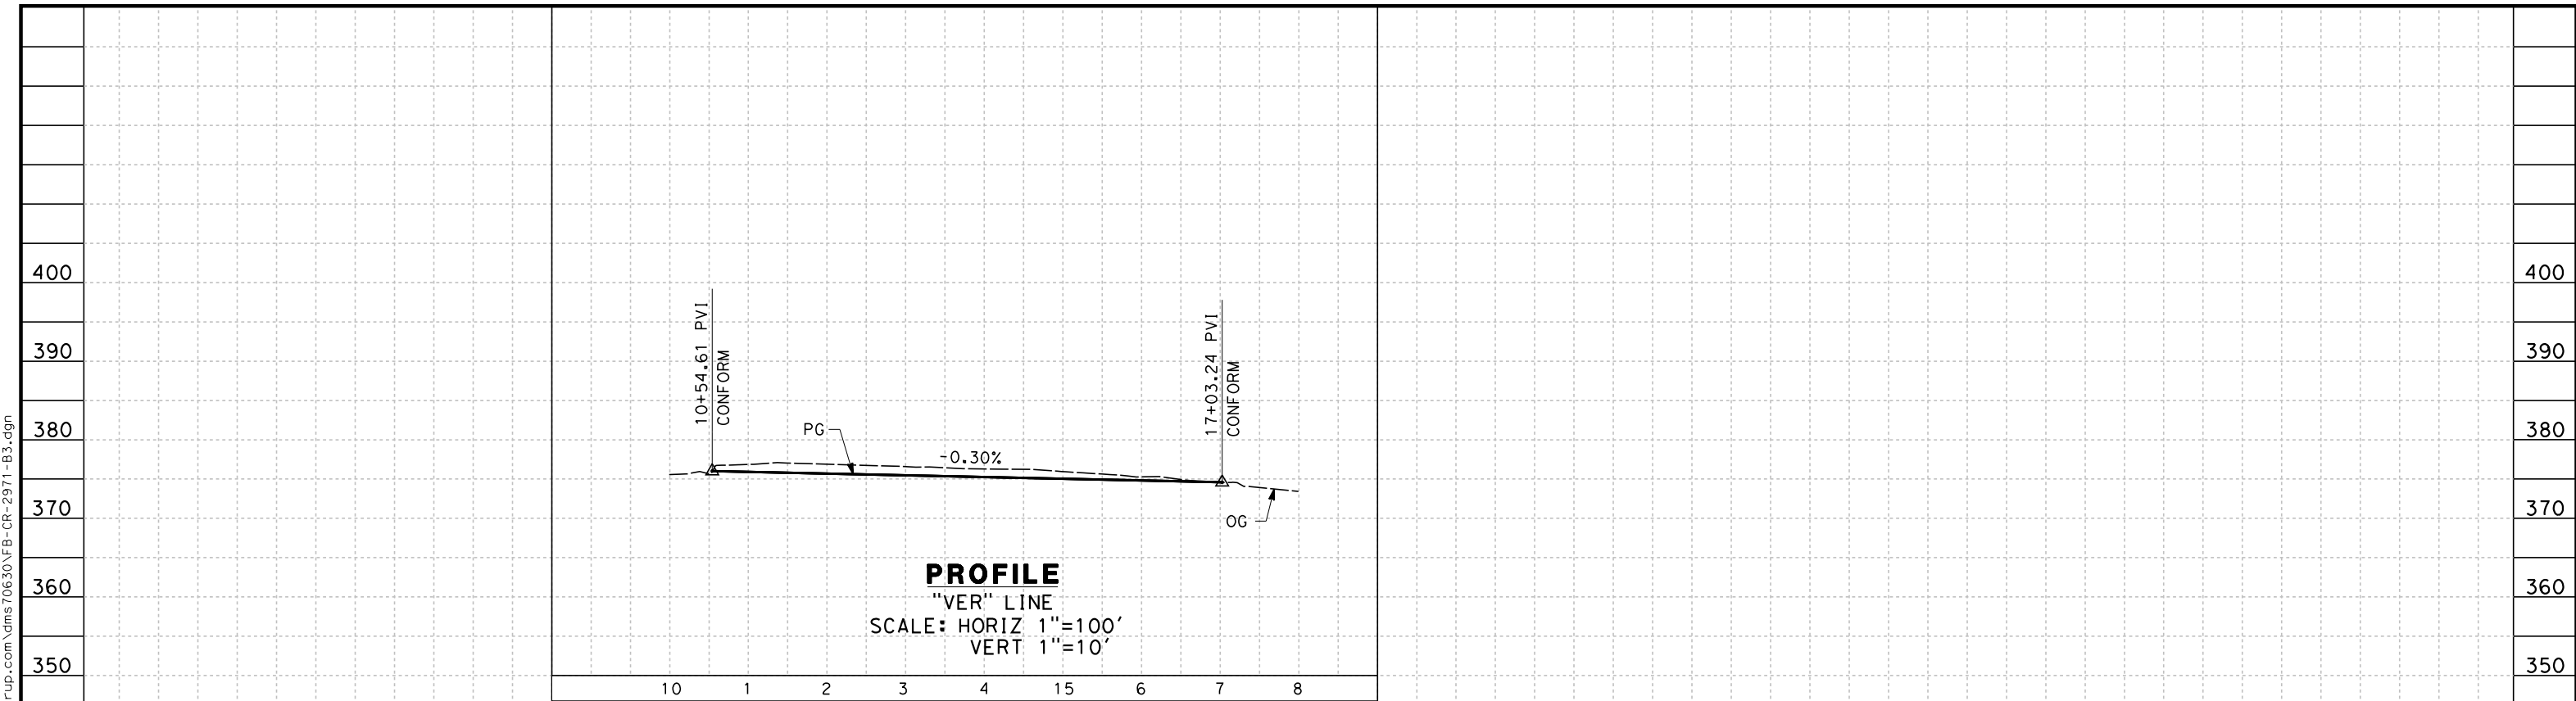 400
400
10+54.61 PVI
CONFORM
17+03.24 PVI
CONFORM
390
390
380
380
PG
-0.30%
370
370
OG
PROFILE
"VER" LINE
SCALE: HORIZ 1"=100'
VERT 1"=10'
360
360
350
350
10 1 2 3 4 15 6 7 8
rup.com\dms70630\FB-CR-2971-B3.dgn